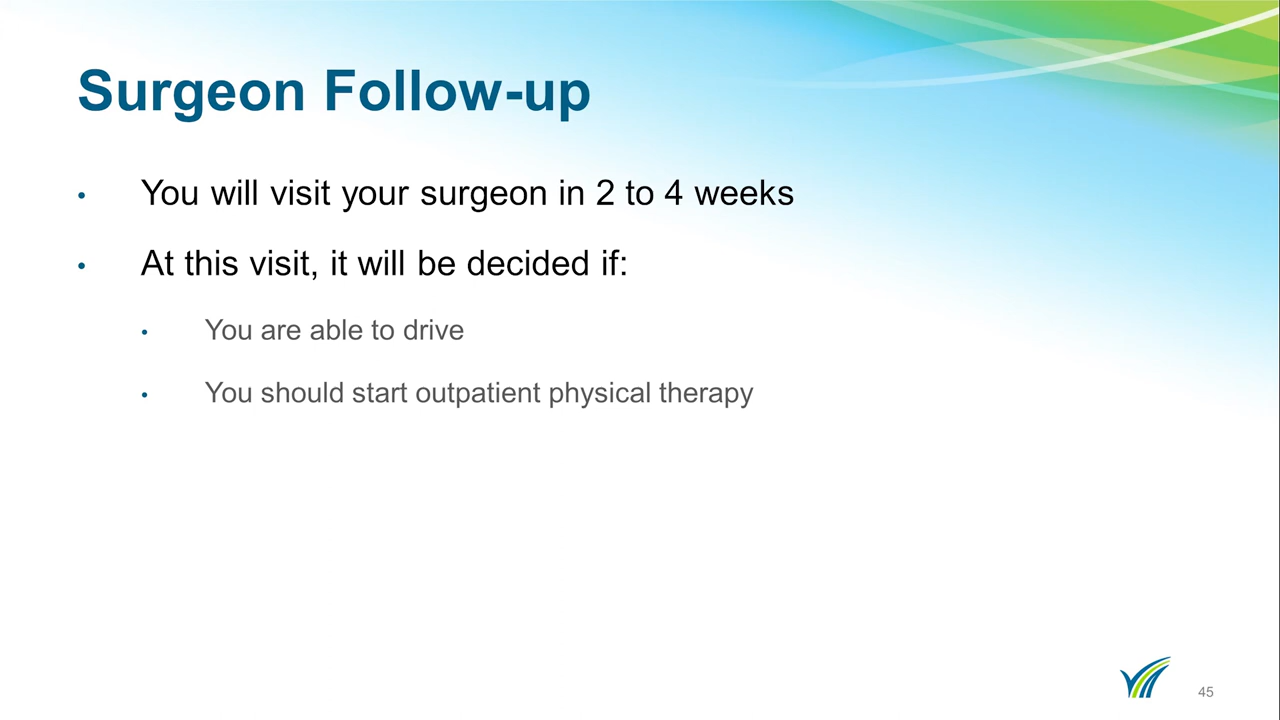 Surgeon Follow-up
• You will visit your surgeon in 2 to 4 weeks
• At this visit, it will be decided if:
• You are able to drive
• You should start outpatient physical therapy
45